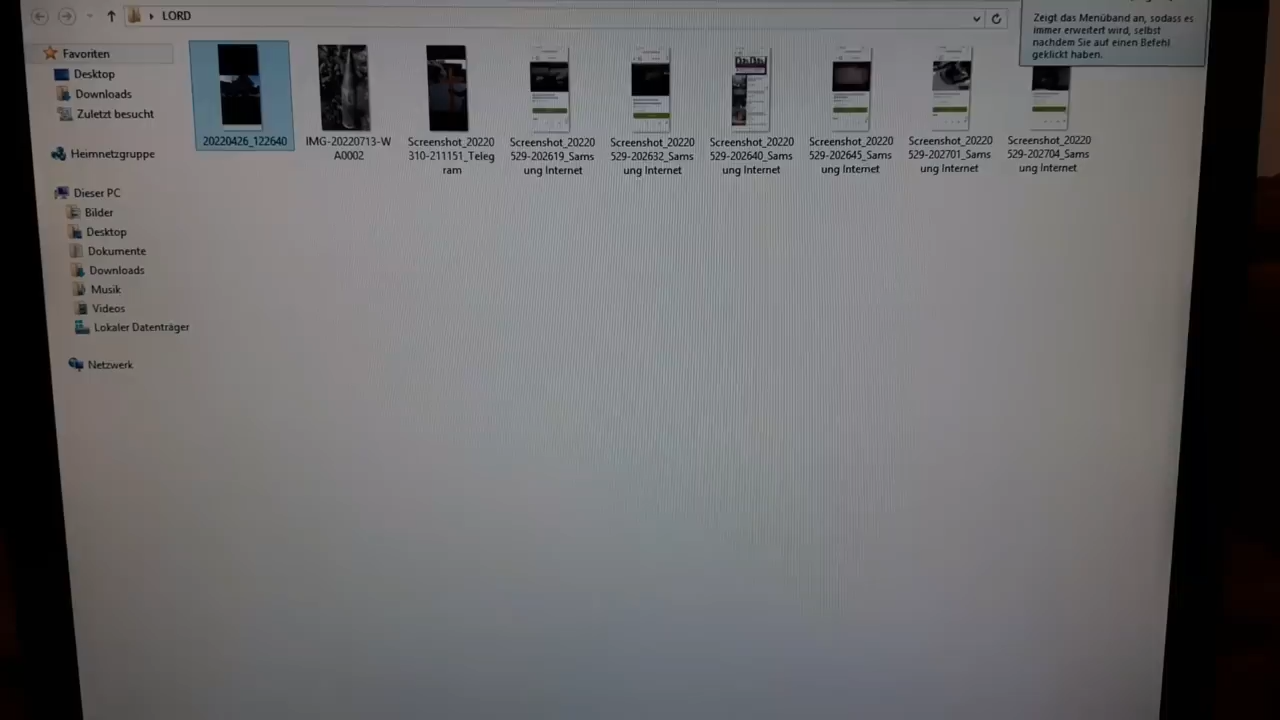 LORD
Zeigt das Menüband an, sodass es
immer erweitert wird, selbst
nachdem Sie auf einen Befehl
geklickt haben.
Favoriten
Desktop
Downloads
Zuletzt besucht
Heimnetzgruppe
Dieser PC
Bilder
Desktop
Dokumente
Downloads
Musik
Videos
Lokaler Datenträger
Netzwerk
20220426_122640
IMG-20220713-W
A0002
Screenshot_20220
310-211151_Teleg
ram
Screenshot_20220
529-202619_Sams
ung Internet
Screenshot_20220
529-202632_Sams
ung Internet
Screenshot_20220
529-202640_Sams
ung Internet
Screenshot_20220
529-202645_Sams
ung Internet
Screenshot_20220
529-202701_Sams
ung Internet
Screenshot_20220
529-202704_Sams
ung Internet